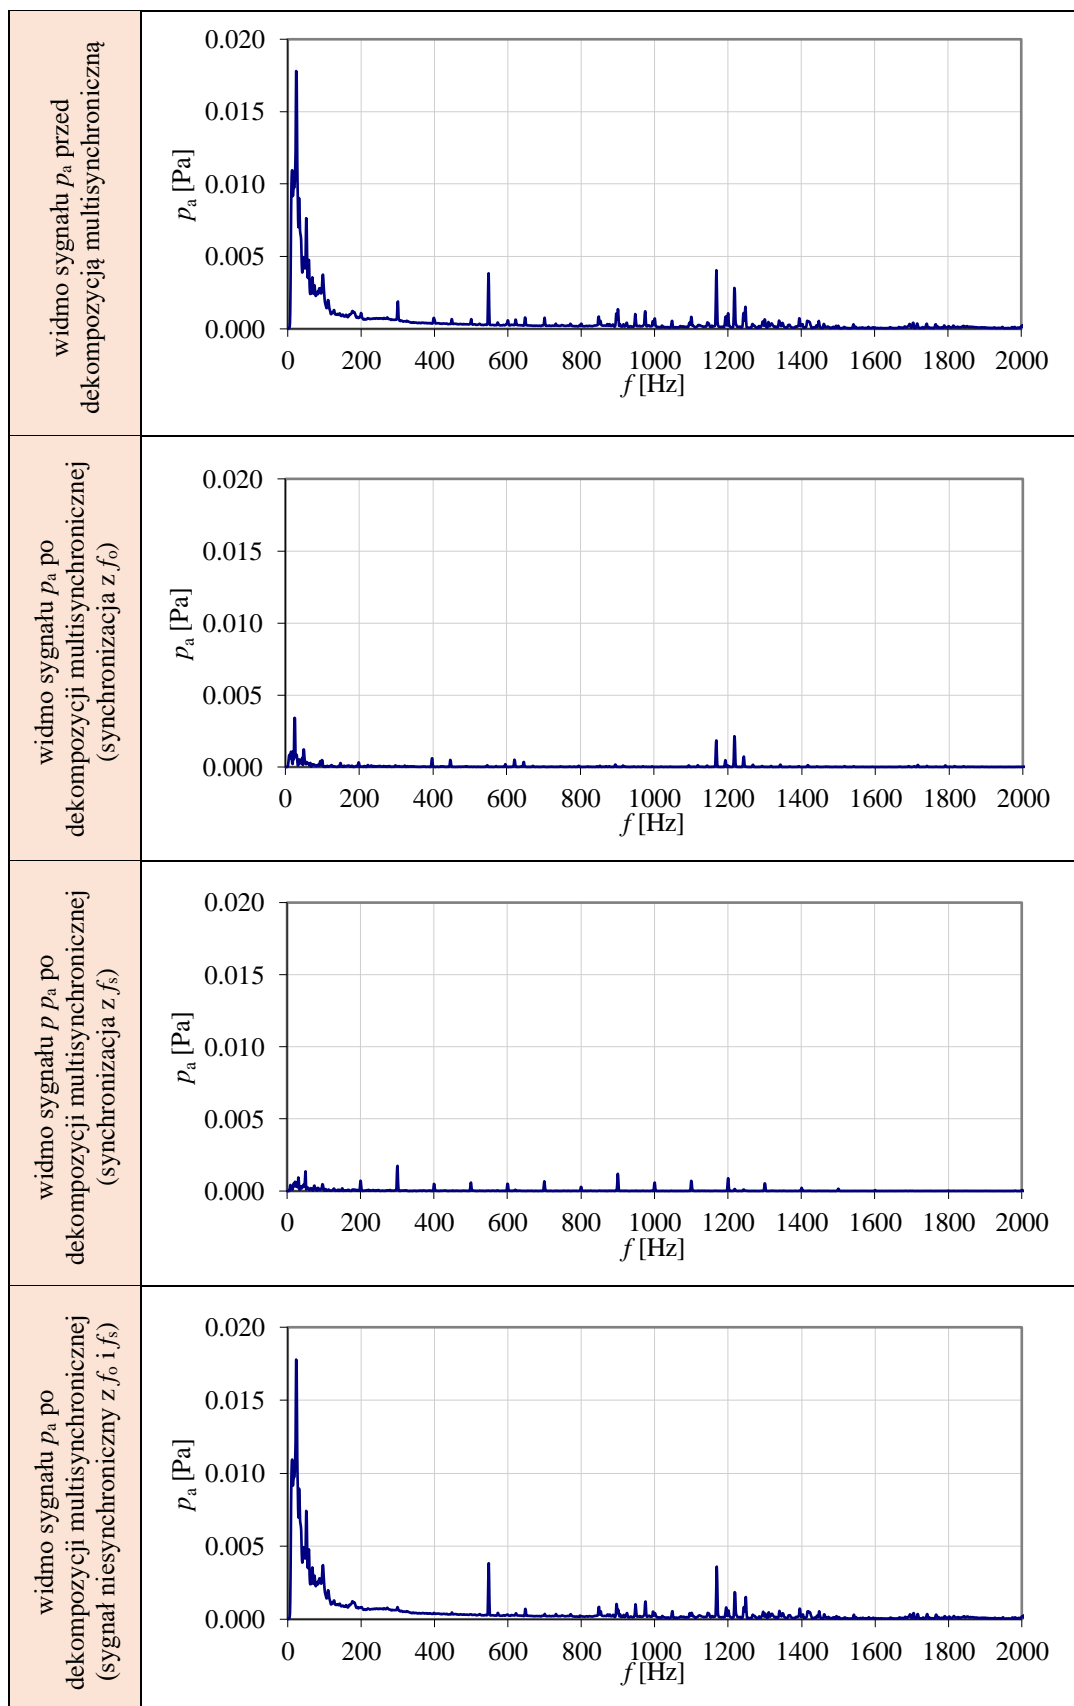 widmo sygnału pa przed
dekompozycją multisynchroniczną
0.020
0.015
0.010
0.005
0.000
pa [Pa]
0 200 400 600 800 1000 1200 1400 1600 1800 2000
f [Hz]
widmo sygnału pa po
dekompozycji multisynchronicznej
(synchronizacja z fo)
0.020
0.015
0.010
0.005
0.000
pa [Pa]
0 200 400 600 800 1000 1200 1400 1600 1800 2000
f [Hz]
widmo sygnału p pa po
dekompozycji multisynchronicznej
(synchronizacja z fs)
0.020
0.015
0.010
0.005
0.000
pa [Pa]
0 200 400 600 800 1000 1200 1400 1600 1800 2000
f [Hz]
widmo sygnału pa po
dekompozycji multisynchronicznej
(sygnał niesynchroniczny z fo i fs)
0.020
0.015
0.010
0.005
0.000
pa [Pa]
0 200 400 600 800 1000 1200 1400 1600 1800 2000
f [Hz]